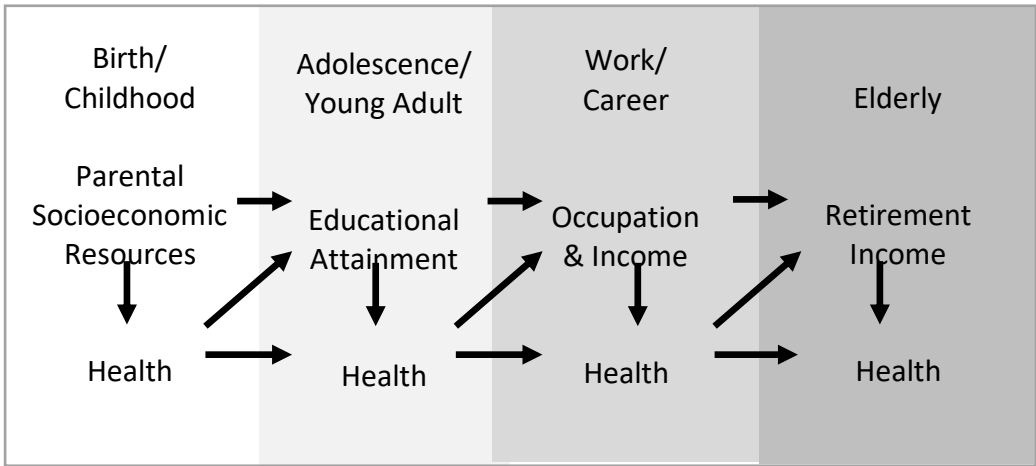 Birth/
Childhood
Adolescence/
Young Adult
Work/
Career
Elderly
Parental
Socioeconomic
Resources
Educational
Attainment
Occupation
& Income
Retirement
Income
Health
Health
Health
Health